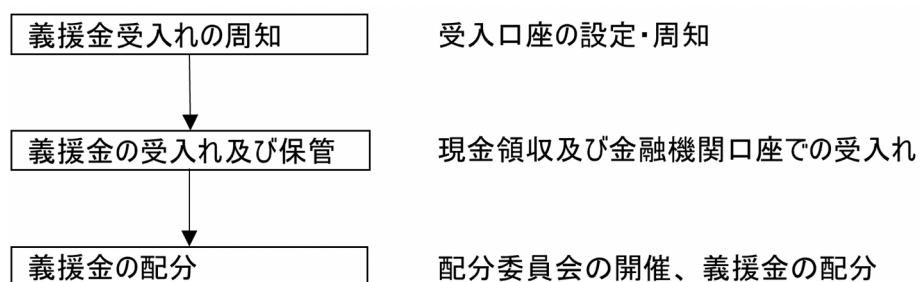 義援金受入れの周知
受入口座の設定・周知
義援金の受入れ及び保管
現金領収及び金融機関口座での受入れ
義援金の配分
配分委員会の開催、義援金の配分